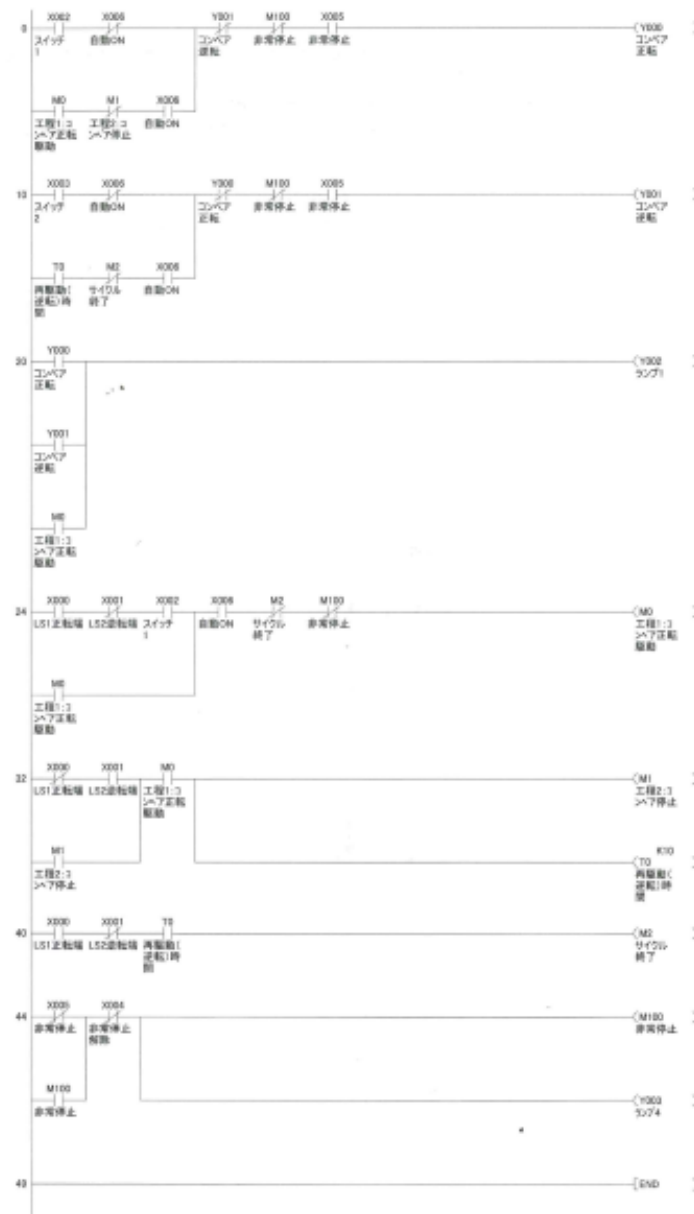 0 X002 X006 Y001 M100 X005 (Y000
スイッチ1 自動ON コンベア逆転 非常停止 非常停止 コンベア正転
M0 M1 X006
工程1:コンベア正転駆動 工程2:コンベア停止 自動ON
10 X003 X006 Y000 M100 X005 (Y001
スイッチ2 自動ON コンベア正転 非常停止 非常停止 コンベア逆転
T0 M2 X006
再駆動(逆転)時間 サイクル終了 自動ON
20 Y000 (Y002
コンベア正転 ランプ1
Y001
コンベア逆転
M0
工程1:コンベア正転駆動
24 X000 X001 X002 X006 M2 M100 (M0
LS1正転端 LS2逆転端 スイッチ1 自動ON サイクル終了 非常停止 工程1:コンベア正転駆動
M0
工程1:コンベア正転駆動
32 X000 X001 M0 (M1
LS1正転端 LS2逆転端 工程1:コンベア正転駆動 工程2:コンベア停止
M1 K10
(T0
工程2:コンベア停止 再駆動(逆転)時間
40 X000 X001 T0 (M2
LS1正転端 LS2逆転端 再駆動(逆転)時間 サイクル終了
44 X005 X004 (M100
非常停止 非常停止解除 非常停止
M100 (Y003
非常停止 ランプ4
49 [END